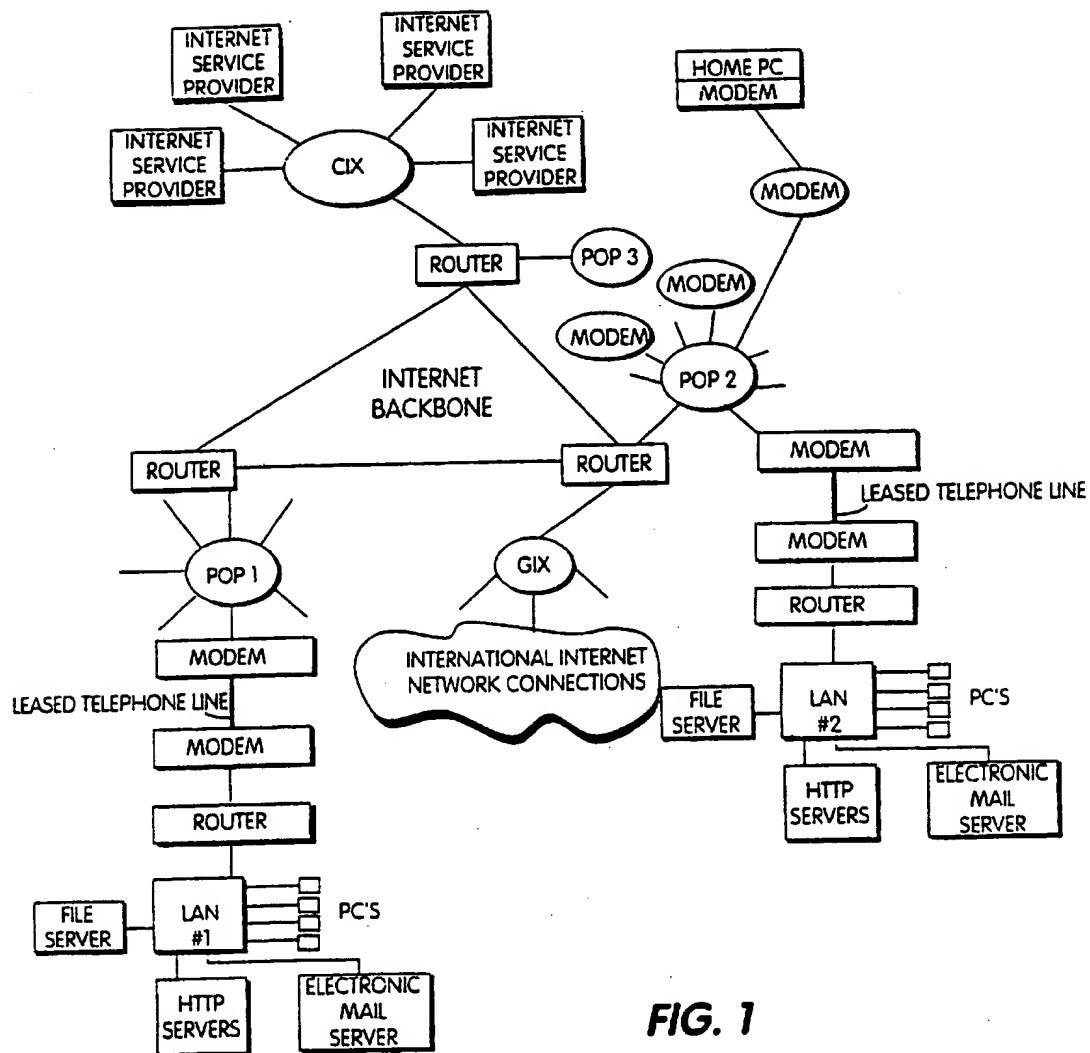 INTERNET
SERVICE
PROVIDER
INTERNET
SERVICE
PROVIDER
HOME PC
MODEM
INTERNET
SERVICE
PROVIDER
CIX
INTERNET
SERVICE
PROVIDER
MODEM
ROUTER
POP 3
MODEM
MODEM
POP 2
INTERNET
BACKBONE
ROUTER
ROUTER
MODEM
LEASED TELEPHONE LINE
MODEM
POP 1
GIX
ROUTER
MODEM
INTERNATIONAL INTERNET
NETWORK CONNECTIONS
LEASED TELEPHONE LINE
FILE
SERVER
LAN
#2
PC'S
MODEM
HTTP
SERVERS
ELECTRONIC
MAIL
SERVER
ROUTER
FILE
SERVER
LAN
#1
PC'S
HTTP
SERVERS
ELECTRONIC
MAIL
SERVER
FIG. 1